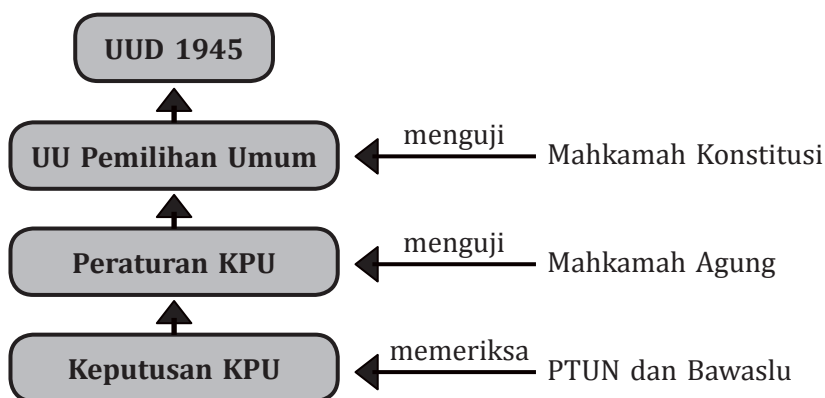 UUD 1945
UU Pemilihan Umum
menguji
Mahkamah Konstitusi
Peraturan KPU
menguji
Mahkamah Agung
Keputusan KPU
memeriksa
PTUN dan Bawaslu